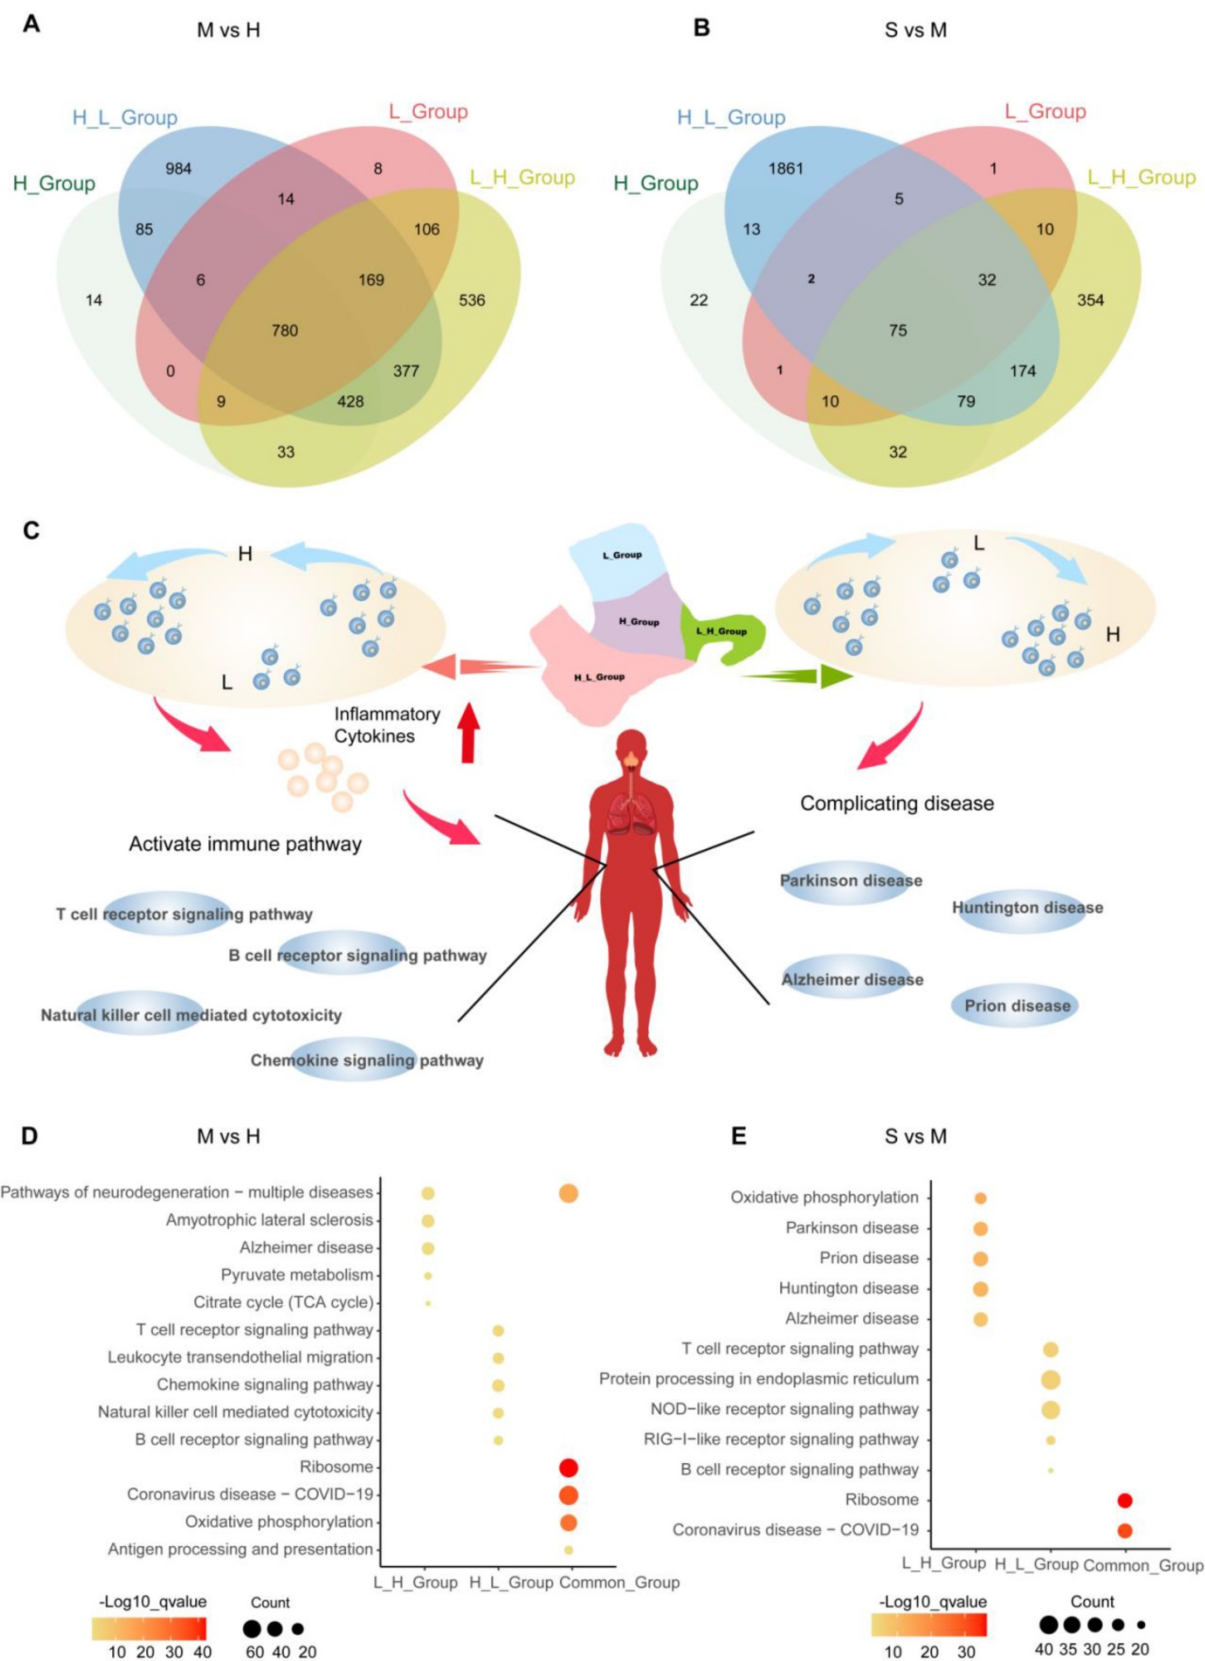 A
M vs H
B
S vs M
H_L_Group
L_Group
H_Group
L_H_Group
984
8
14
85
106
6
169
14
536
780
0
377
9
428
33
H_L_Group
L_Group
H_Group
L_H_Group
1861
1
5
13
10
2
32
22
354
75
1
174
10
79
32
C
H
L
L_Group
H_Group
L_H_Group
H_L_Group
L
H
Inflammatory
Cytokines
Activate immune pathway
T cell receptor signaling pathway
B cell receptor signaling pathway
Natural killer cell mediated cytotoxicity
Chemokine signaling pathway
Complicating disease
Parkinson disease
Huntington disease
Alzheimer disease
Prion disease
D
M vs H
Pathways of neurodegeneration − multiple diseases
Amyotrophic lateral sclerosis
Alzheimer disease
Pyruvate metabolism
Citrate cycle (TCA cycle)
T cell receptor signaling pathway
Leukocyte transendothelial migration
Chemokine signaling pathway
Natural killer cell mediated cytotoxicity
B cell receptor signaling pathway
Ribosome
Coronavirus disease − COVID−19
Oxidative phosphorylation
Antigen processing and presentation
L_H_Group H_L_Group Common_Group
-Log10_qvalue
10 20 30 40
Count
60 40 20
E
S vs M
Oxidative phosphorylation
Parkinson disease
Prion disease
Huntington disease
Alzheimer disease
T cell receptor signaling pathway
Protein processing in endoplasmic reticulum
NOD−like receptor signaling pathway
RIG−I−like receptor signaling pathway
B cell receptor signaling pathway
Ribosome
Coronavirus disease − COVID−19
L_H_Group H_L_Group Common_Group
-Log10_qvalue
10 20 30
Count
40 35 30 25 20